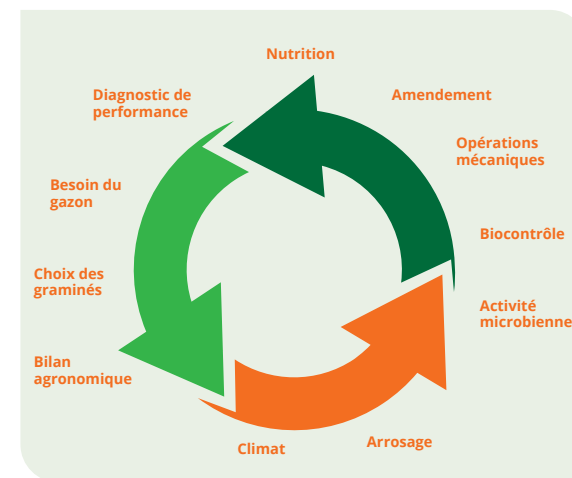 Nutrition
Amendement
Opérations
mécaniques
Biocontrôle
Activité
microbienne
Arrosage
Climat
Bilan
agronomique
Choix des
graminés
Besoin du
gazon
Diagnostic de
performance